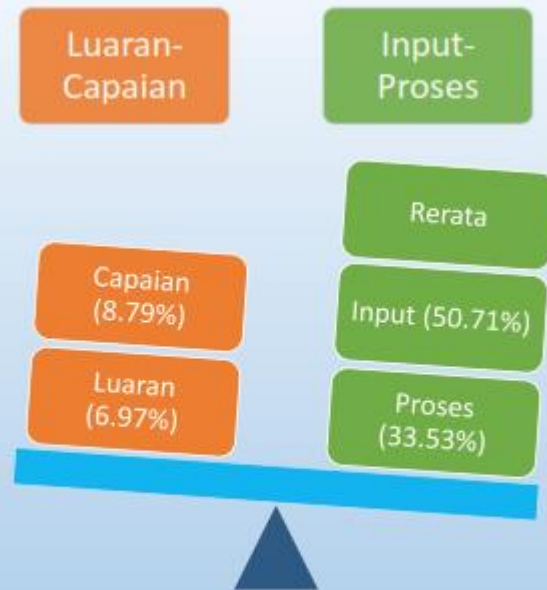 Luaran-
Capaian
Input-
Proses
Capaian
(8.79%)
Luaran
(6.97%)
Rerata
Input (50.71%)
Proses
(33.53%)